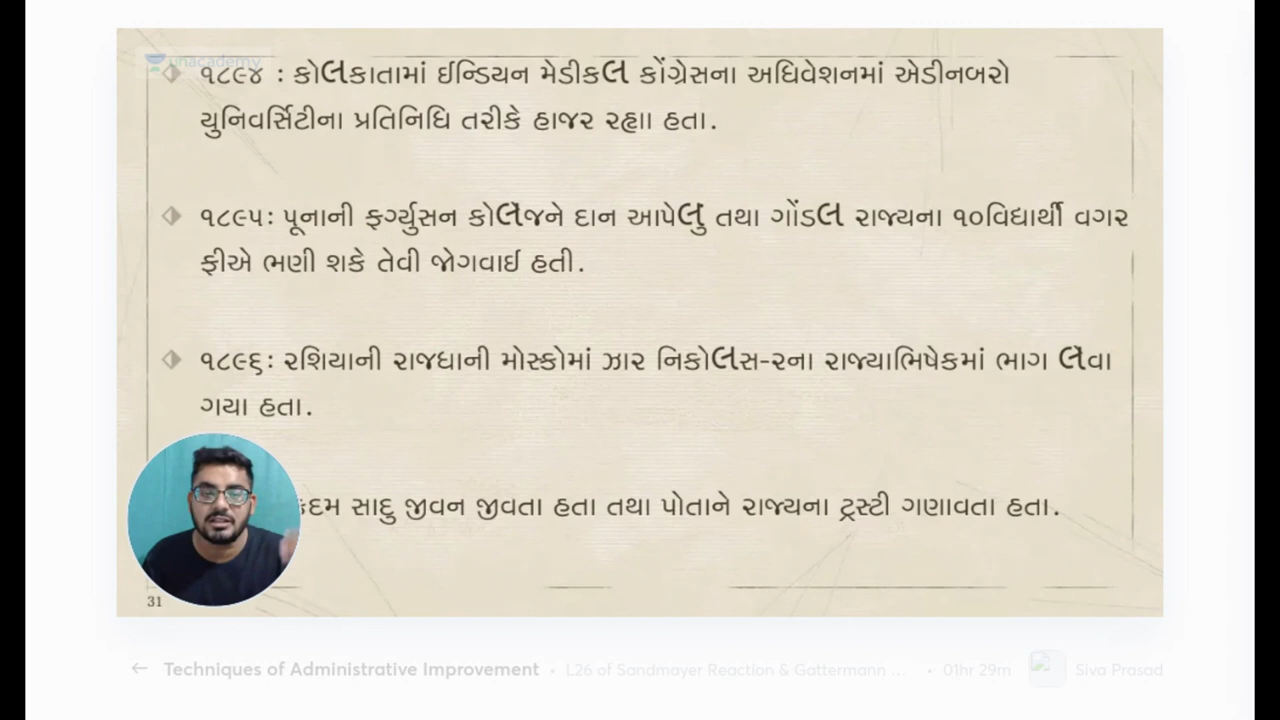 unacademy
૧૮૯૪ : કોલકાતામાં ઈન્ડિયન મેડીકલ કોંગ્રેસના અધિવેશનમાં એડીનબરો
યુનિવર્સિટીના પ્રતિનિધિ તરીકે હાજર રહ્યા હતા.
૧૮૯૫: પૂનાની ફર્ગ્યુસન કોલેજને દાન આપેલું તથા ગોંડલ રાજ્યના ૧૦વિદ્યાર્થી વગર
ફીએ ભણી શકે તેવી જોગવાઈ હતી.
૧૮૯૬: રશિયાની રાજધાની મોસ્કોમાં ઝાર નિકોલસ-૨ના રાજ્યાભિષેકમાં ભાગ લેવા
ગયા હતા.
સાદુ જીવન જીવતા હતા તથા પોતાને રાજ્યના ટ્રસ્ટી ગણાવતા હતા.
31
← Techniques of Administrative Improvement • L26 of Sandmayer Reaction & Gattermann ... • 01hr 29m Siva Prasad